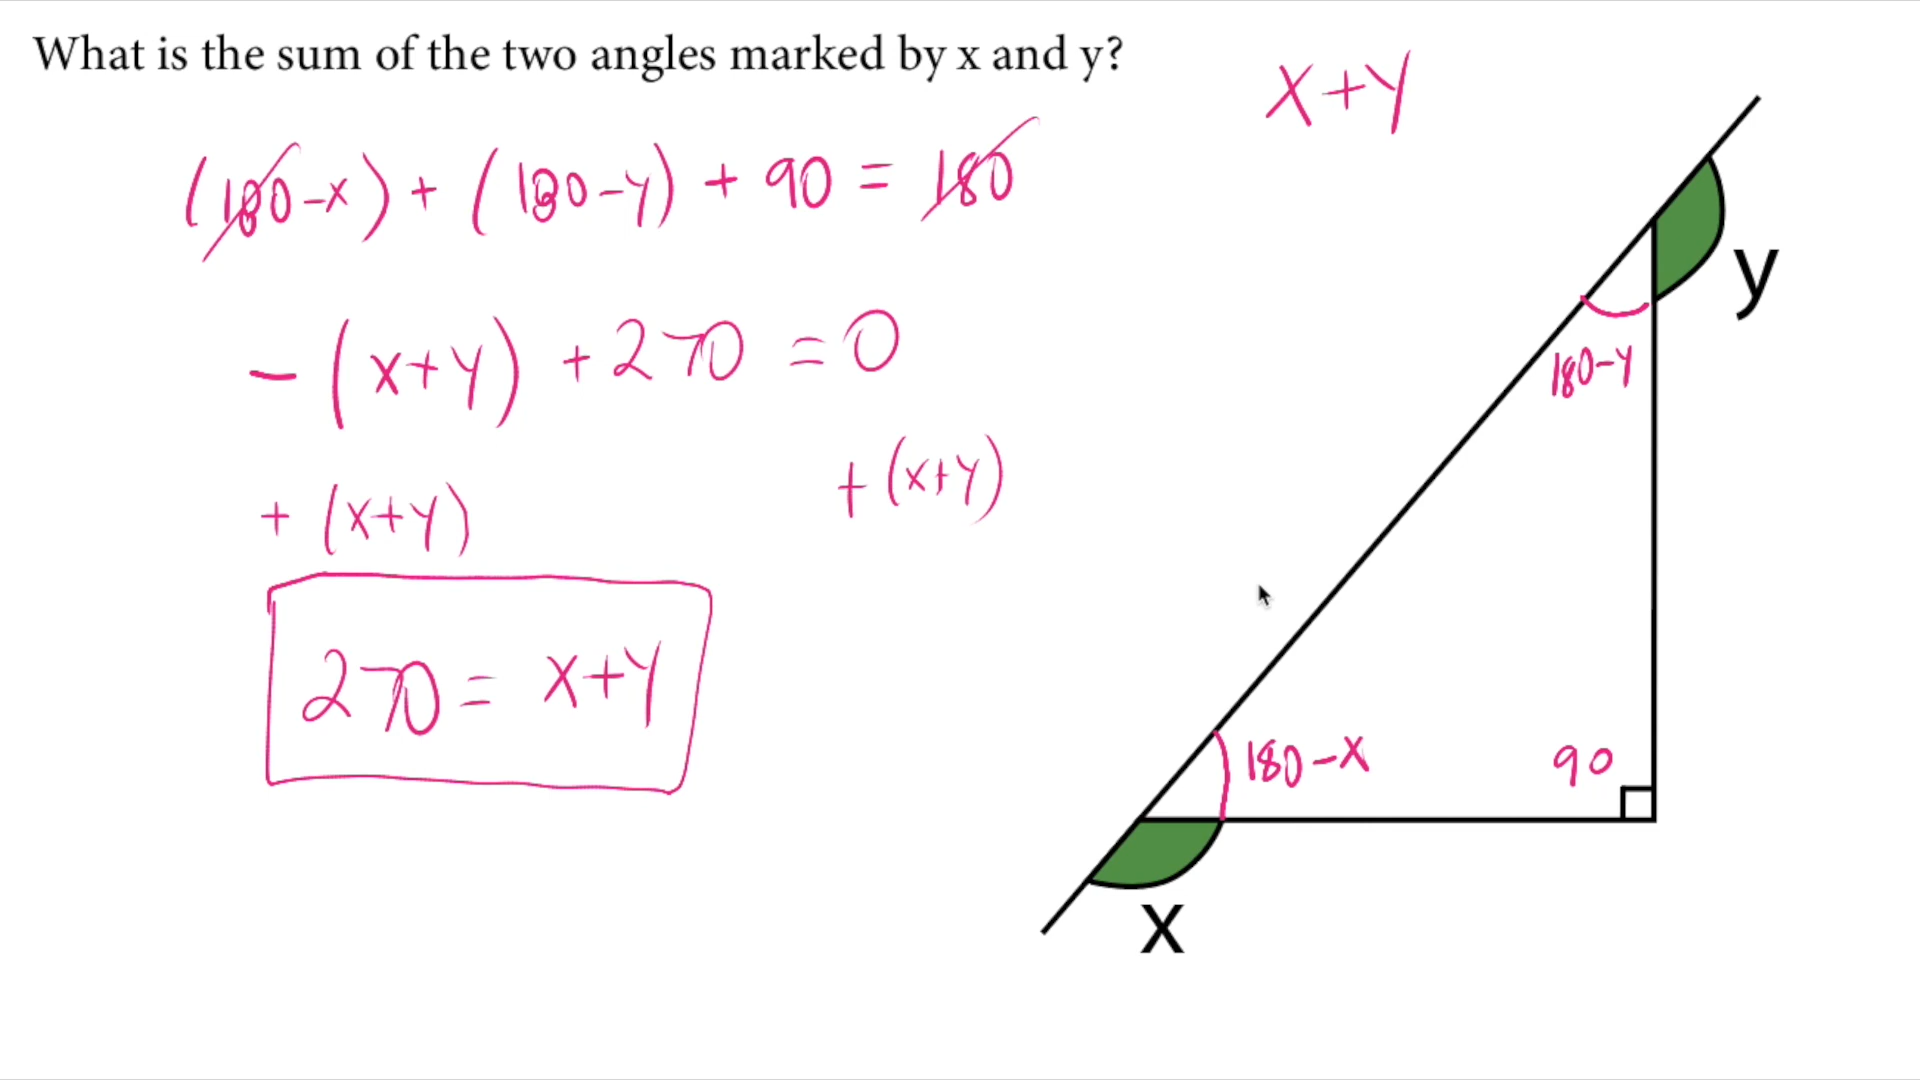 What is the sum of the two angles marked by x and y?
X+Y
(180-x) + (180-y) + 90 = 180
y
180-y
- (x+y) + 270 = 0
+ (x+y)
+ (x+y)
270 = x+y
180-x
90
x